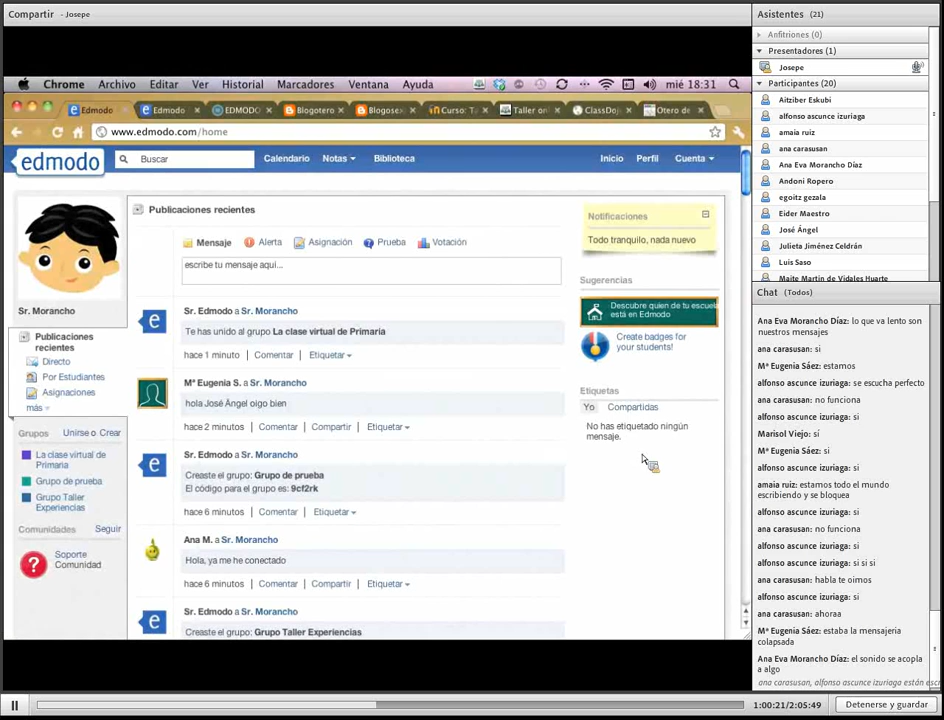 Compartir - Josepe
Chrome Archivo Editar Ver Historial Marcadores Ventana Ayuda mié 18:31
Edmodo Edmodo EDMODO Blogotero Blogosex Curso: Ta Taller on ClassDoj Otero de
www.edmodo.com/home
edmodo Buscar Calendario Notas Biblioteca Inicio Perfil Cuenta
Sr. Morancho
Publicaciones
recientes
Directo
Por Estudiantes
Asignaciones
más
Grupos Unirse o Crear
La clase virtual de
Primaria
Grupo de prueba
Grupo Taller
Experiencias
Comunidades Seguir
Soporte
Comunidad
Publicaciones recientes
Mensaje Alerta Asignación Prueba Votación
escribe tu mensaje aquí...
Sr. Edmodo a Sr. Morancho
Te has unido al grupo La clase virtual de Primaria
hace 1 minuto | Comentar | Etiquetar
Mª Eugenia S. a Sr. Morancho
hola José Ángel oigo bien
hace 2 minutos | Comentar | Compartir | Etiquetar
Sr. Edmodo a Sr. Morancho
Creaste el grupo: Grupo de prueba
El código para el grupo es: 9cf2rk
hace 6 minutos | Comentar | Etiquetar
Ana M. a Sr. Morancho
Hola, ya me he conectado
hace 6 minutos | Comentar | Compartir | Etiquetar
Sr. Edmodo a Sr. Morancho
Creaste el grupo: Grupo Taller Experiencias
Notificaciones
Todo tranquilo, nada nuevo
Sugerencias
Descubre quien de tu escuela
está en Edmodo
Create badges for
your students!
Etiquetas
Yo Compartidas
No has etiquetado ningún
mensaje.
Asistentes (21)
Anfitriones (0)
Presentadores (1)
Josepe
Participantes (20)
Aitziber Eskubi
alfonso ascunce izuriaga
amaia ruiz
ana carasusan
Ana Eva Morancho Díaz
Andoni Ropero
egoitz gezala
Eider Maestro
José Ángel
Julieta Jiménez Celdrán
Luis Saso
Maite Martin de Vidales Huarte
Chat (Todos)
Ana Eva Morancho Díaz: lo que va lento son
nuestros mensajes
ana carasusan: si
Mª Eugenia Sáez: estamos
alfonso ascunce izuriaga: se escucha perfecto
ana carasusan: no funciona
alfonso ascunce izuriaga: si
Marisol Viejo: sí
Mª Eugenia Sáez: si
alfonso ascunce izuriaga: si
amaia ruiz: estamos todo el mundo
escribiendo y se bloquea
alfonso ascunce izuriaga: si
ana carasusan: no funciona
alfonso ascunce izuriaga: si
alfonso ascunce izuriaga: si si si
ana carasusan: habla te oimos
alfonso ascunce izuriaga: si
ana carasusan: ahoraa
Mª Eugenia Sáez: estaba la mensajeria
colapsada
Ana Eva Morancho Díaz: el sonido se acopla
a algo
ana carasusan, alfonso ascunce izuriaga están
1:00:21/2:05:49 Detenerse y guardar